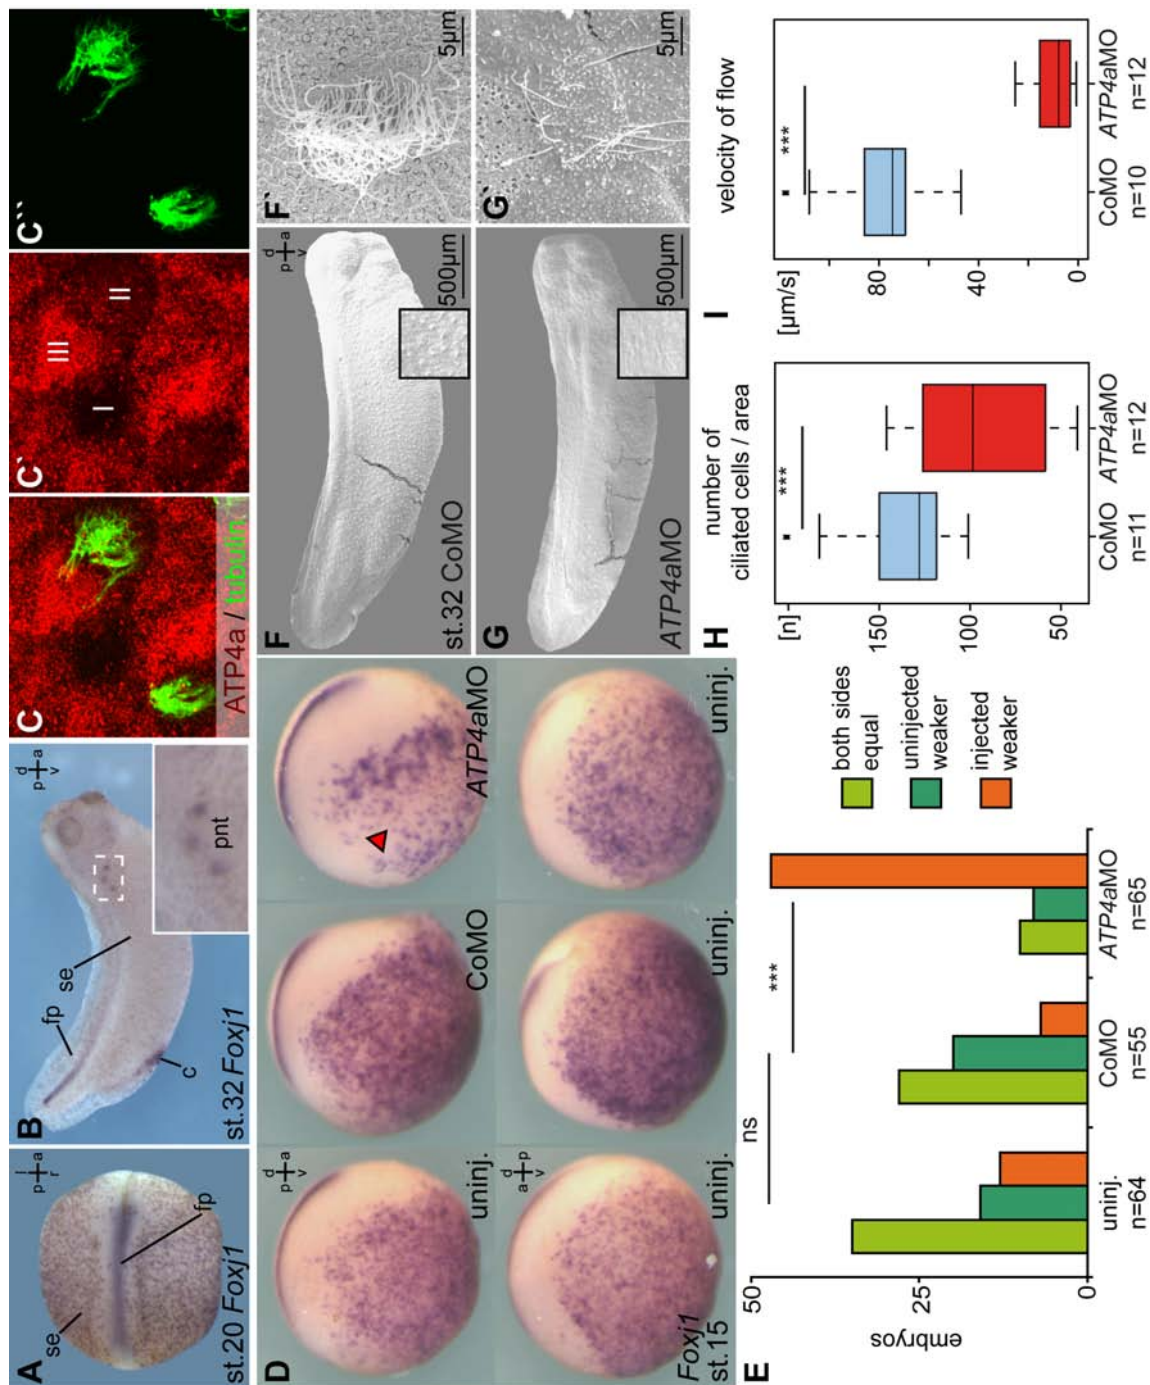 A
p l a r
se
fp
st.20 Foxj1
B
p d a v
fp
se
c
pnt
st.32 Foxj1
C
ATP4a / tubulin
C`
I
II
III
C``
D
p d a v
uninj.
CoMO
ATP4aMO
a d p v
Foxj1
st.15
uninj.
uninj.
uninj.
F
p d a v
st.32 CoMO
500µm
F`
5µm
G
ATP4aMO
500µm
G`
5µm
E
embryos
50
25
0
ns
***
uninj.
n=64
CoMO
n=55
ATP4aMO
n=65
both sides
equal
uninjected
weaker
injected
weaker
H
number of
ciliated cells / area
[n]
150
100
50
***
CoMO
n=11
ATP4aMO
n=12
I
velocity of flow
[µm/s]
80
40
0
***
CoMO
n=10
ATP4aMO
n=12